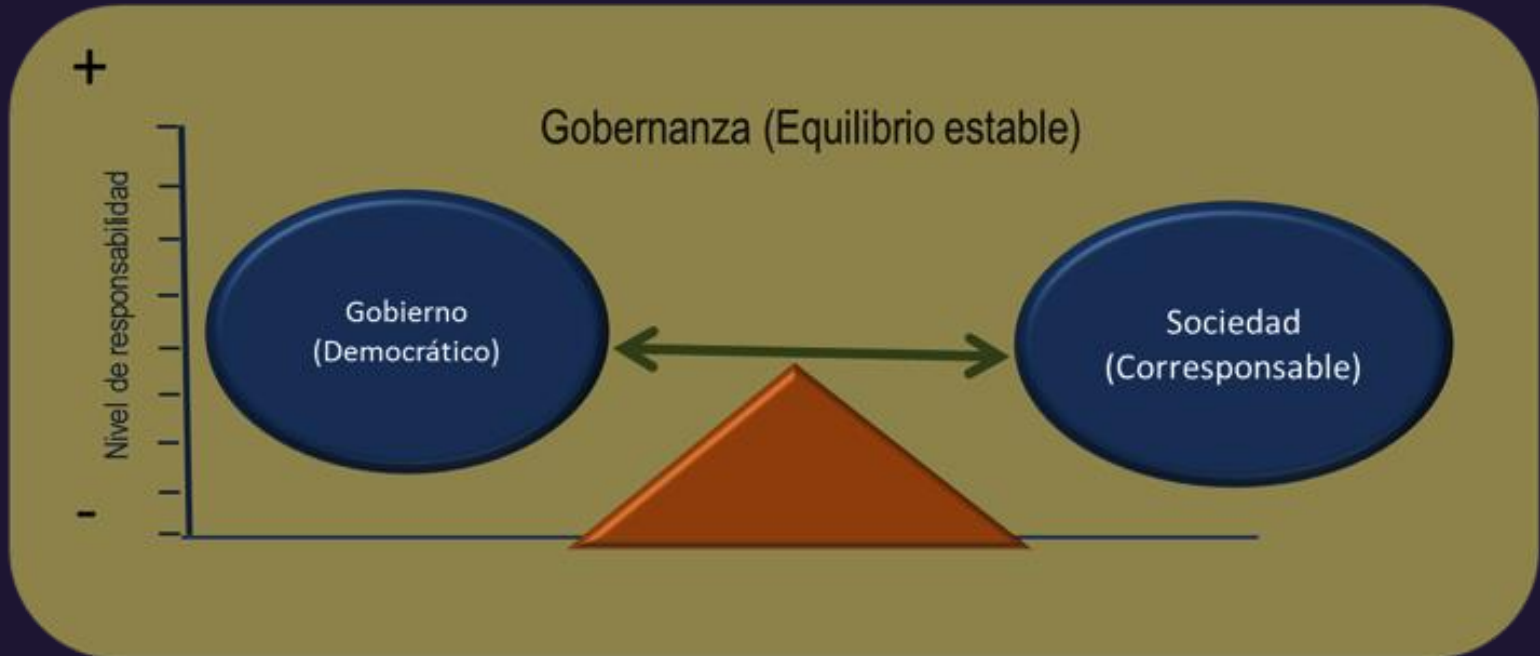 +
Gobernanza (Equilibrio estable)
Nivel de responsabilidad
Gobierno
(Democrático)
Sociedad
(Corresponsable)
-